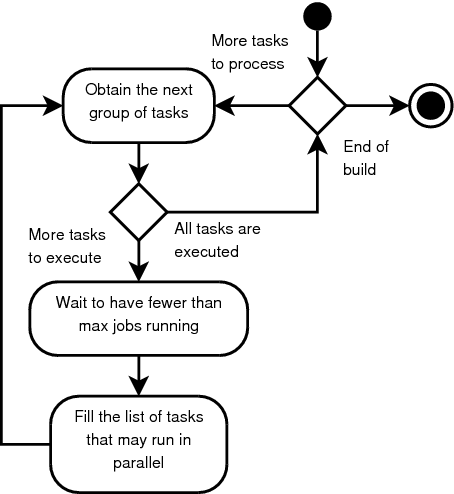 More tasks
to process
Obtain the next
group of tasks
End of
build
All tasks are
executed
More tasks
to execute
Wait to have fewer than
max jobs running
Fill the list of tasks
that may run in
parallel